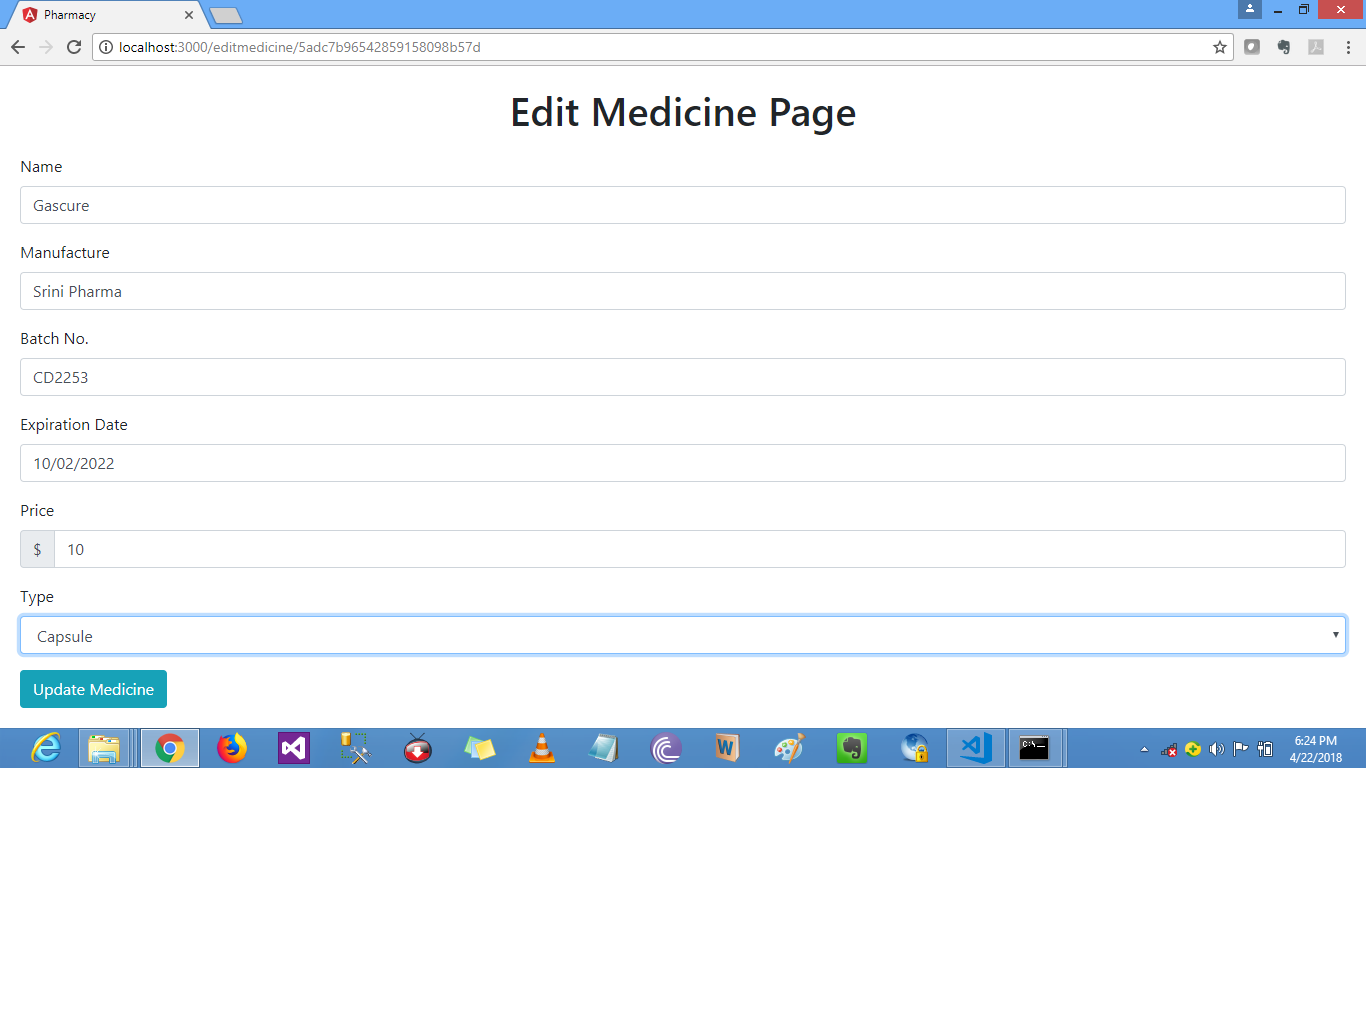 Pharmacy
localhost:3000/editmedicine/5adc7b96542859158098b57d
Edit Medicine Page
Name
Gascure
Manufacture
Srini Pharma
Batch No.
CD2253
Expiration Date
10/02/2022
Price
$ 10
Type
Capsule
Update Medicine
6:24 PM
4/22/2018